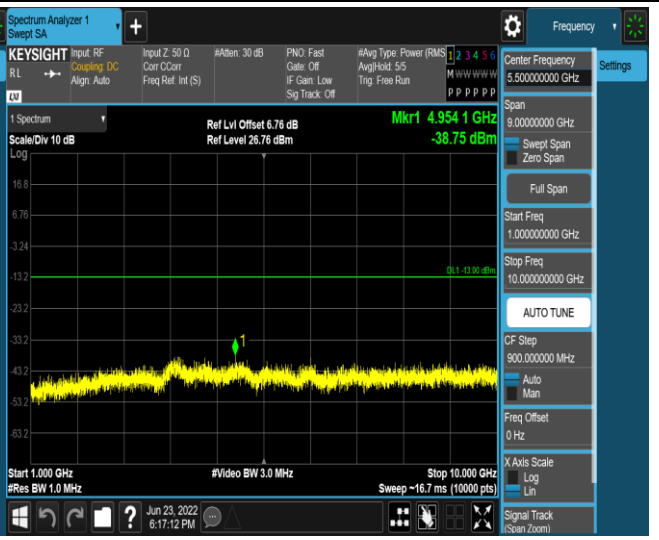 Spectrum Analyzer 1
Swept SA
+
Frequency
KEYSIGHT
RL
LXI
Input: RF
Coupling: DC
Align: Auto
Input Z: 50 Ω
Corr CCorr
Freq Ref: Int (S)
#Atten: 30 dB
PNO: Fast
Gate: Off
IF Gain: Low
Sig Track: Off
#Avg Type: Power (RMS
Avg|Hold: 5/5
Trig: Free Run
1 2 3 4 5 6
M W W W W W
P P P P P P
1 Spectrum
Scale/Div 10 dB
Log
Ref Lvl Offset 6.76 dB
Ref Level 26.76 dBm
Mkr1 4.954 1 GHz
-38.75 dBm
16.8
6.76
-3.24
-13.2
-23.2
-33.2
-43.2
-53.2
-63.2
DL1 -13.00 dBm
1
Start 1.000 GHz
#Res BW 1.0 MHz
#Video BW 3.0 MHz
Stop 10.000 GHz
Sweep ~16.7 ms (10000 pts)
?
Jun 23, 2022
6:17:12 PM
Center Frequency
5.500000000 GHz
Span
9.00000000 GHz
Swept Span
Zero Span
Full Span
Start Freq
1.000000000 GHz
Stop Freq
10.000000000 GHz
AUTO TUNE
CF Step
900.000000 MHz
Auto
Man
Freq Offset
0 Hz
X Axis Scale
Log
Lin
Signal Track
(Span Zoom)
Settings